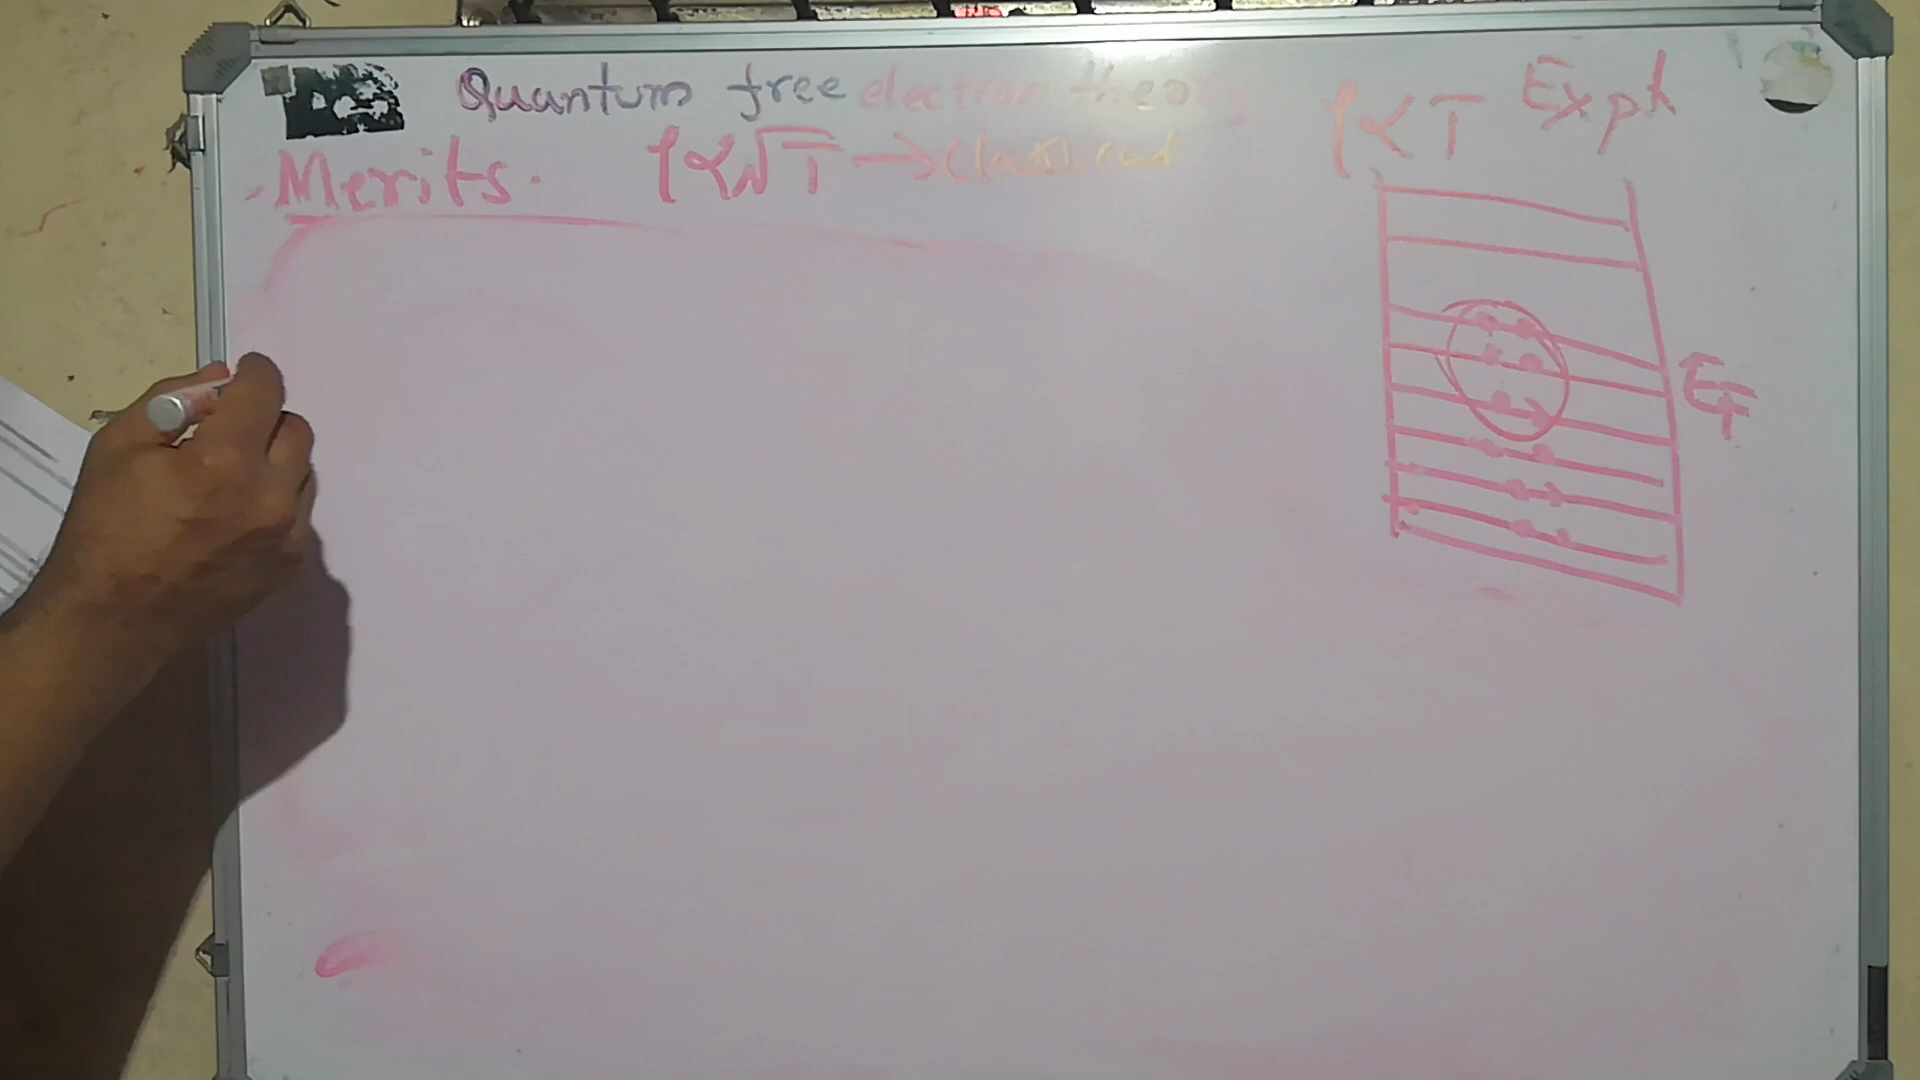 Quantum free electron theory
ρ∝T Expt
Merits.
ρ∝√T → Classical
EF